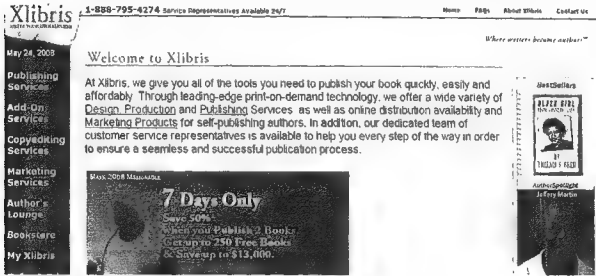 Xlibris
1-888-795-4274 Service Representatives Available 24/7
Home FAQs About Xlibris Contact Us
Where writers become authors
May 24, 2008
Publishing Services
Add-On Services
Copyediting Services
Marketing Services
Author's Lounge
Bookstore
My Xlibris
Welcome to Xlibris
At Xlibris, we give you all of the tools you need to publish your book quickly, easily and
affordably. Through leading-edge print-on-demand technology, we offer a wide variety of
Design, Production and Publishing Services as well as online distribution availability and
Marketing Products for self-publishing authors. In addition, our dedicated team of
customer service representatives is available to help you every step of the way in order
to ensure a seamless and successful publication process.
7 Days Only
Save 50%*
when you Publish 2 Books.
Get up to 250 Free Books
& Save up to $13,000.
BestSellers
BLACK GIRL
BY
AuthorSpotlight
Jeffery Martin